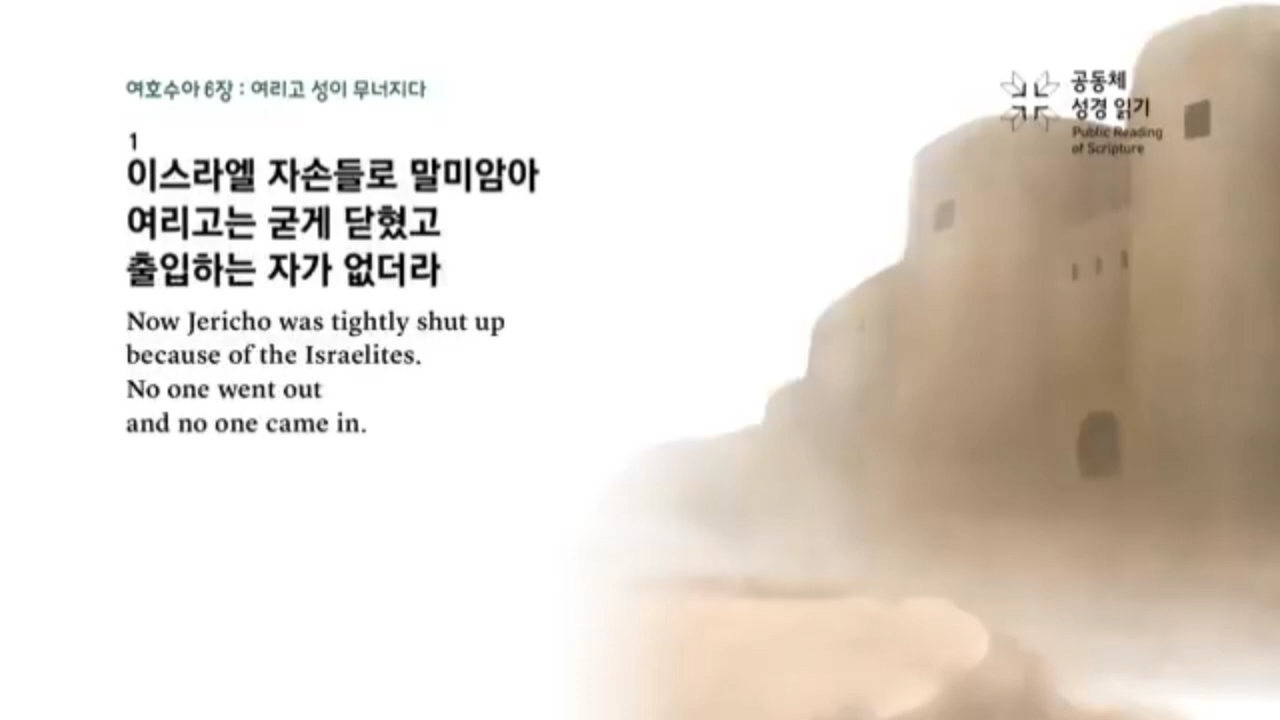 여호수아 6장 : 여리고 성이 무너지다
1
이스라엘 자손들로 말미암아
여리고는 굳게 닫혔고
출입하는 자가 없더라
Now Jericho was tightly shut up
because of the Israelites.
No one went out
and no one came in.
공동체
성경 읽기
Public Reading
of Scripture